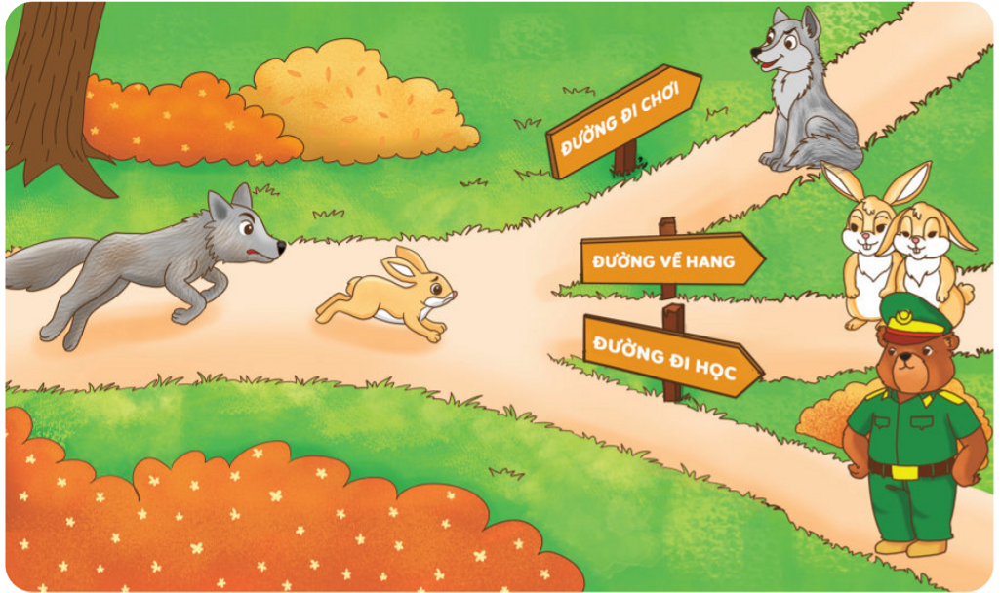 ĐƯỜNG ĐI CHƠI
ĐƯỜNG VỀ HANG
ĐƯỜNG ĐI HỌC